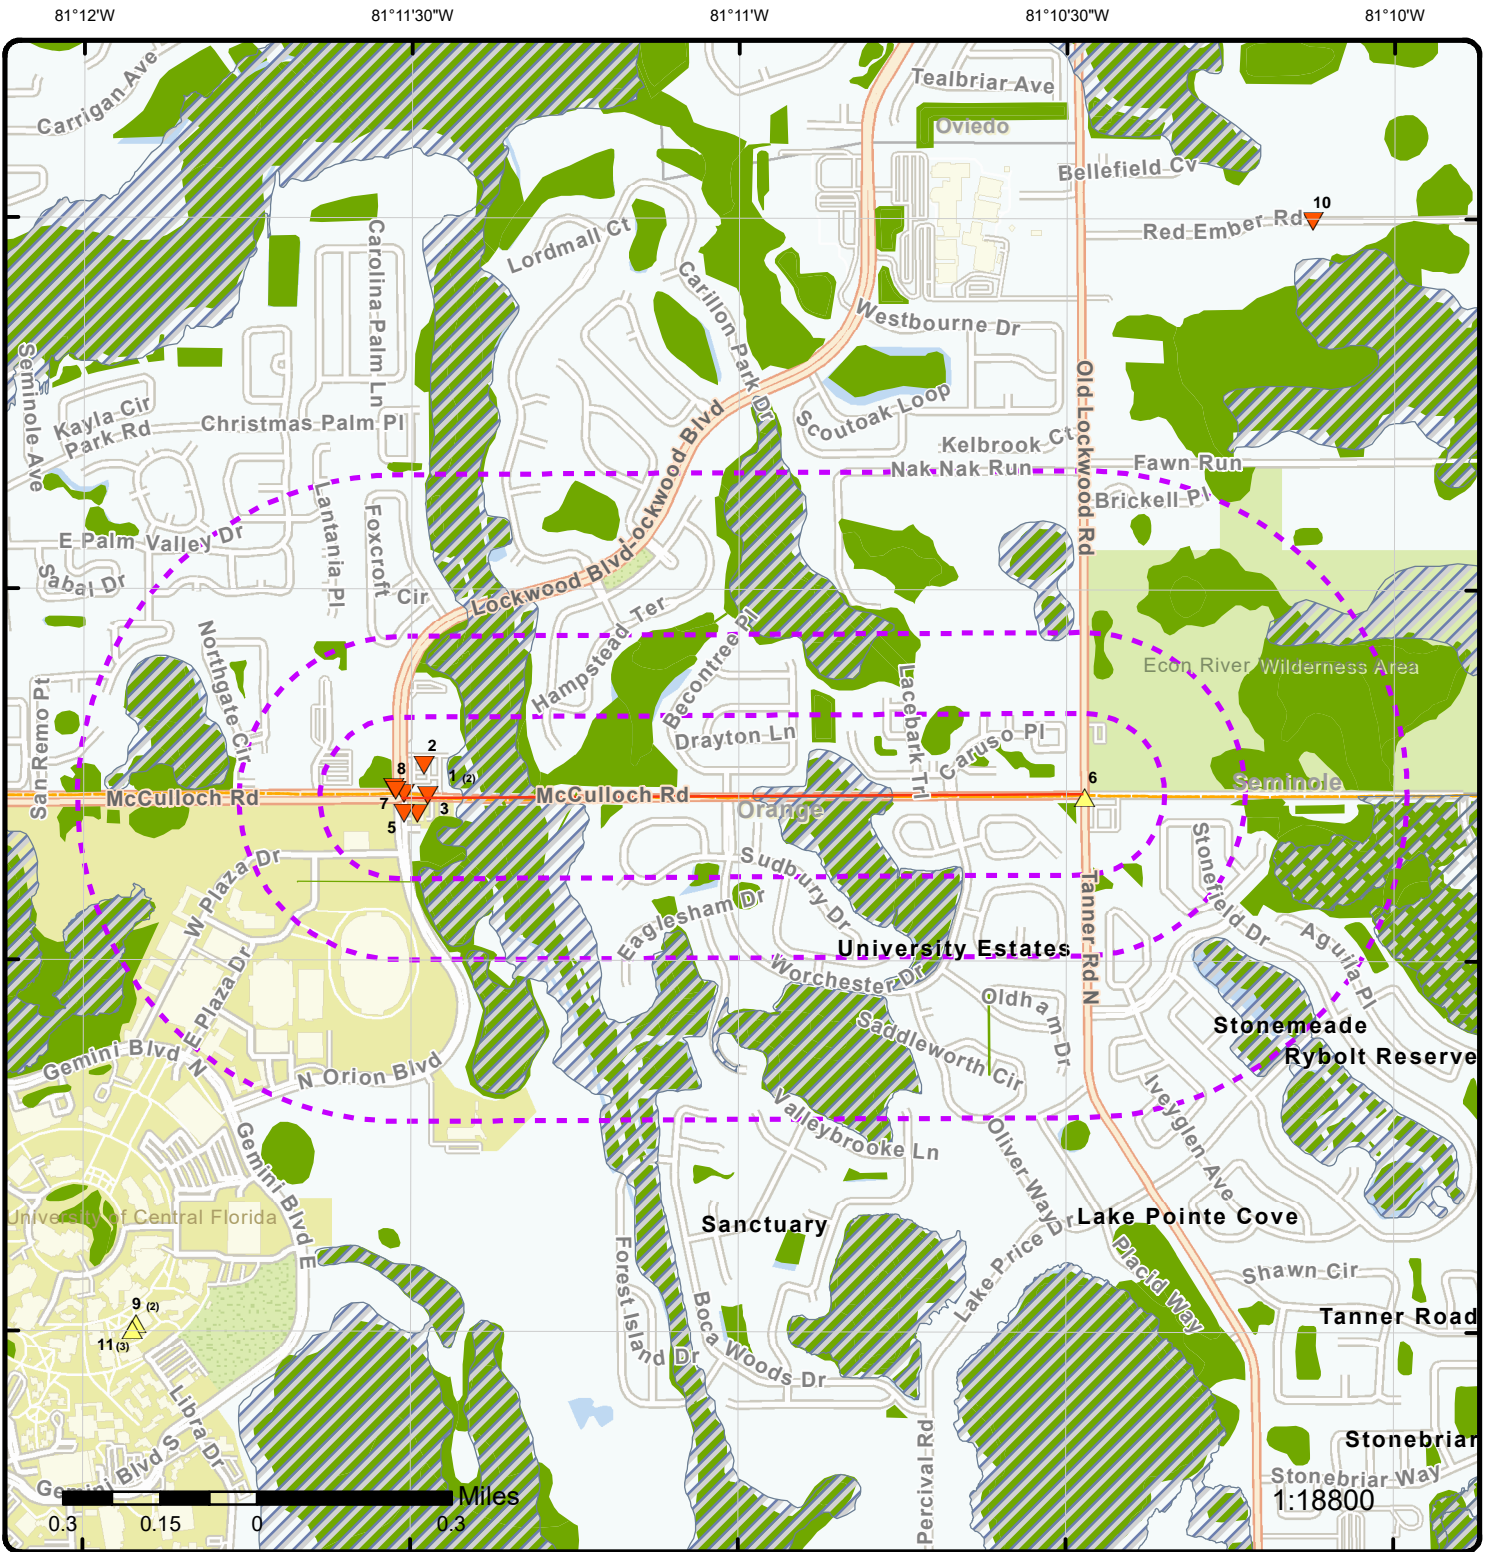 81°12'W 81°11'30"W 81°11'W 81°10'30"W 81°10'W
Carrigan Ave
Tealbriar Ave
Oviedo
Bellefield Cv
10
Red Ember Rd
Carolina Palm Ln
Lordmall Ct
Carillon Park Dr
Westbourne Dr
Seminole Ave
Kayla Cir
Park Rd
Christmas Palm Pl
Scoutoak Loop
Old Lockwood Rd
Kelbrook Ct
Nak Nak Run
Fawn Run
Brickell Pl
Lockwood Blvd
E Palm Valley Dr
Sabal Dr
Lantania Pl
Foxcroft Cir
Lockwood Blvd
Hampstead Ter
Becontree Pl
Northgate Cir
San Remo Pt
Econ River Wilderness Area
Lacebark Trl
Drayton Ln
Caruso Pl
2
8
1 (2)
7
3
5
6
McCulloch Rd
McCulloch Rd
Orange
Seminole
W Plaza Dr
E Plaza Dr
Sudbury Dr
Eaglesham Dr
Stonefield Dr
Tanner Rd N
University Estates
Aguila Pl
Worchester Dr
Oldham Dr
Saddleworth Cir
Stonemeade
Rybolt Reserve
Gemini Blvd N
N Orion Blvd
Iveyglen Ave
Valleybrooke Ln
Oliver Way
Gemini Blvd E
University of Central Florida
Sanctuary
Lake Pointe Cove
Lake Price Dr
Placid Way
Shawn Cir
Forest Island Dr
Boca Woods Dr
Tanner Road
9 (2)
11 (3)
Libra Dr
Gemini Blvd S
Percival Rd
Stonebriar
Stonebriar Way
Miles
0.3 0.15 0 0.3
1:18800